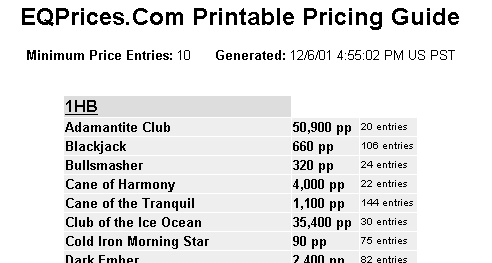 EQPrices.Com Printable Pricing Guide
Minimum Price Entries: 10 Generated: 12/6/01 4:55:02 PM US PST
1HB
Adamantite Club 50,900 pp 20 entries
Blackjack 660 pp 106 entries
Bullsmasher 320 pp 24 entries
Cane of Harmony 4,000 pp 22 entries
Cane of the Tranquil 1,100 pp 144 entries
Club of the Ice Ocean 35,400 pp 30 entries
Cold Iron Morning Star 90 pp 75 entries
Dark Ember 2,400 pp 82 entries